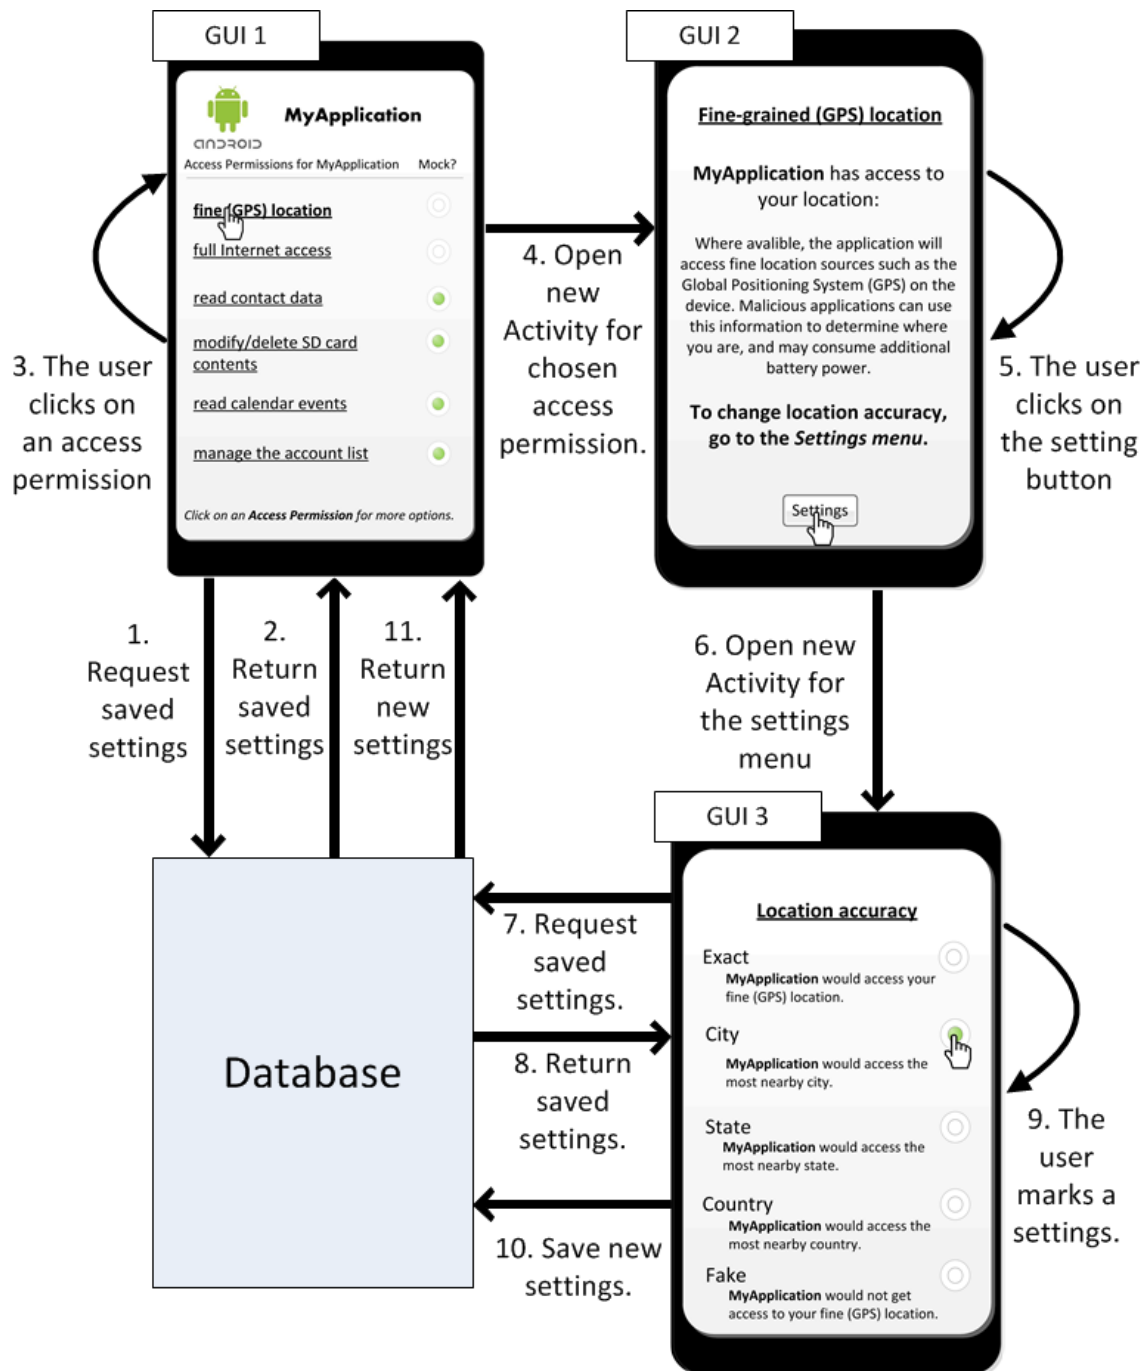 GUI 1
ANDROID
MyApplication
Access Permissions for MyApplication Mock?
fine (GPS) location
full Internet access
read contact data
modify/delete SD card
contents
read calendar events
manage the account list
Click on an Access Permission for more options.
3. The user
clicks on
an access
permission
4. Open
new
Activity for
chosen
access
permission.
GUI 2
Fine-grained (GPS) location
MyApplication has access to
your location:
Where avalible, the application will
access fine location sources such as the
Global Positioning System (GPS) on the
device. Malicious applications can use
this information to determine where
you are, and may consume additional
battery power.
To change location accuracy,
go to the Settings menu.
Settings
5. The user
clicks on
the setting
button
1.
Request
saved
settings
2.
Return
saved
settings
11.
Return
new
settings
6. Open new
Activity for
the settings
menu
Database
7. Request
saved
settings.
8. Return
saved
settings.
10. Save new
settings.
GUI 3
Location accuracy
Exact
MyApplication would access your
fine (GPS) location.
City
MyApplication would access the
most nearby city.
State
MyApplication would access the
most nearby state.
Country
MyApplication would access the
most nearby country.
Fake
MyApplication would not get
access to your fine (GPS) location.
9. The
user
marks a
settings.